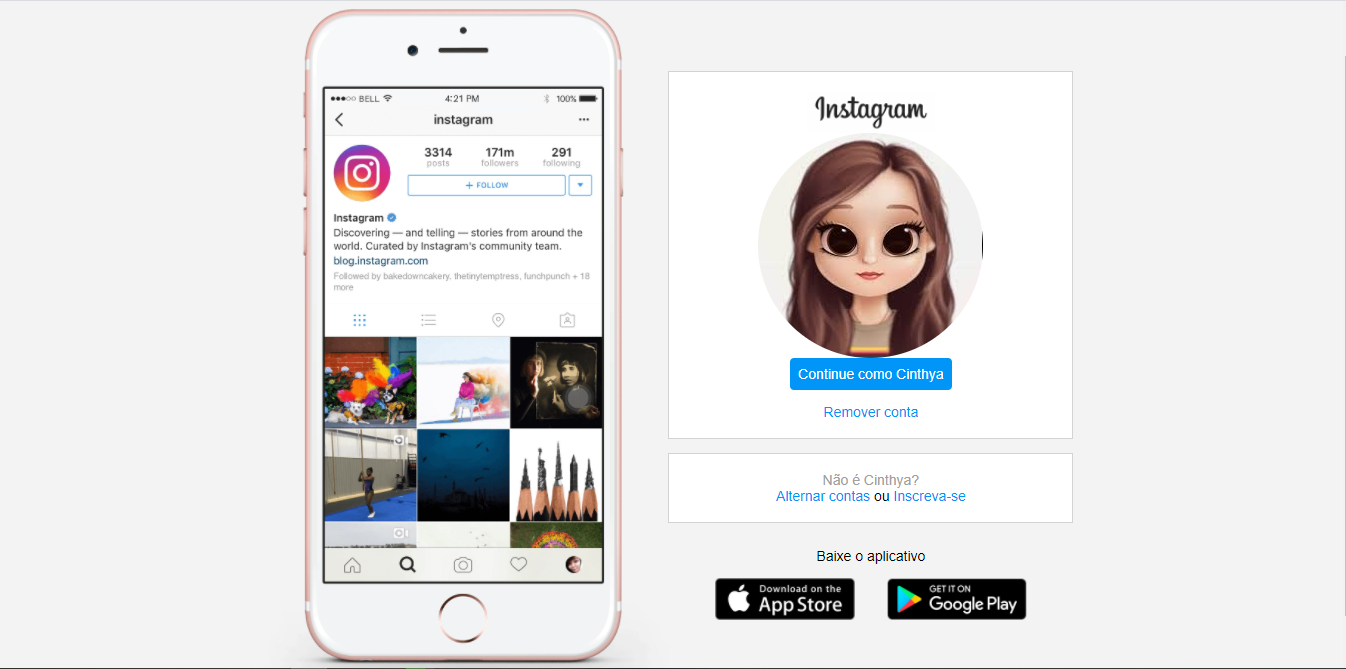 BELL 4:21 PM 100%
instagram
3314 171m 291
posts followers following
+ FOLLOW
Instagram
Discovering — and telling — stories from around the
world. Curated by Instagram's community team.
blog.instagram.com
Followed by bakedowncakery, thetinytemptress, funchpunch + 18
more
Instagram
Continue como Cinthya
Remover conta
Não é Cinthya?
Alternar contas ou Inscreva-se
Baixe o aplicativo
Download on the
App Store
GET IT ON
Google Play